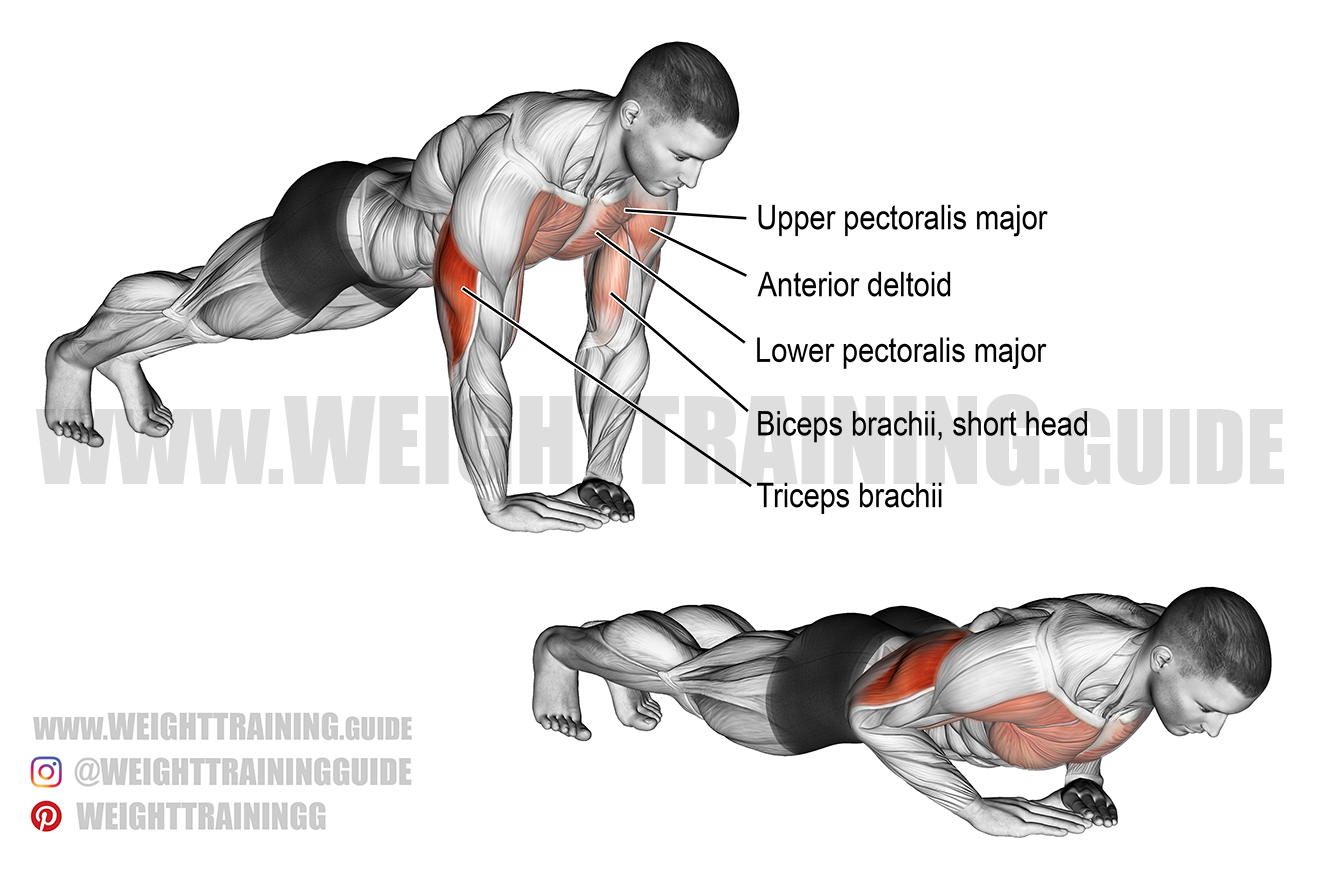 Upper pectoralis major
Anterior deltoid
Lower pectoralis major
www.WEIGHTTRAINING.GUIDE
Biceps brachii, short head
Triceps brachii
www.WEIGHTTRAINING.GUIDE
@WEIGHTTRAININGGUIDE
WEIGHTTRAININGG